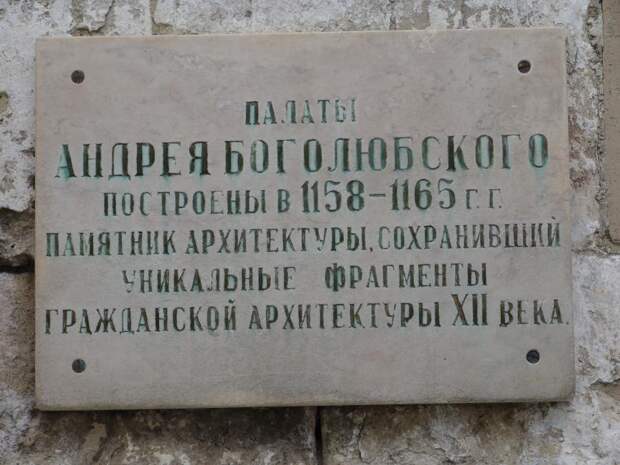 ПАЛАТЫ
АНДРЕЯ БОГОЛЮБСКОГО
ПОСТРОЕНЫ В 1158-1165 Г. Г.
ПАМЯТНИК АРХИТЕКТУРЫ, СОХРАНИВШИЙ
УНИКАЛЬНЫЕ ФРАГМЕНТЫ
ГРАЖДАНСКОЙ АРХИТЕКТУРЫ XII ВЕКА.